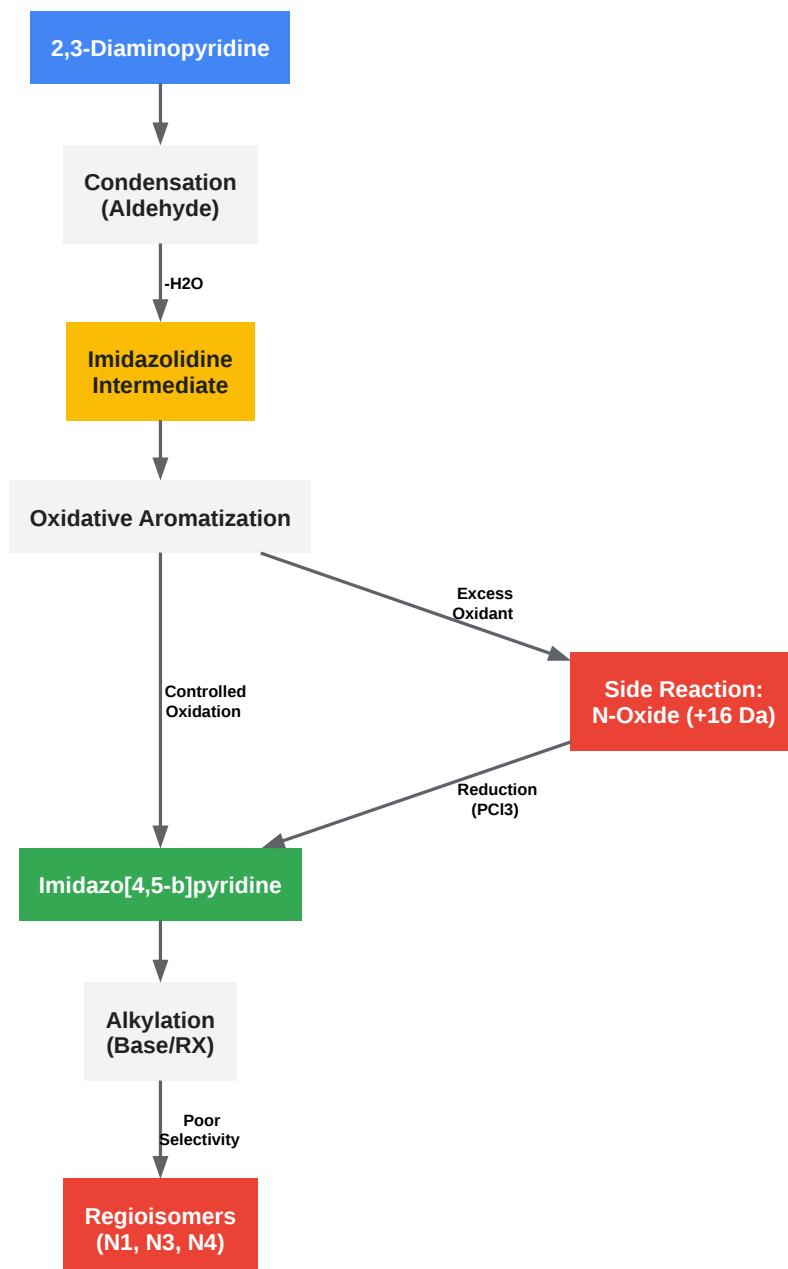 2,3-Diaminopyridine
Condensation
(Aldehyde)
-H2O
Imidazolidine
Intermediate
Oxidative Aromatization
Excess
Oxidant
Controlled
Oxidation
Side Reaction:
N-Oxide (+16 Da)
Reduction
(PCl3)
Imidazo[4,5-b]pyridine
Alkylation
(Base/RX)
Poor
Selectivity
Regioisomers
(N1, N3, N4)